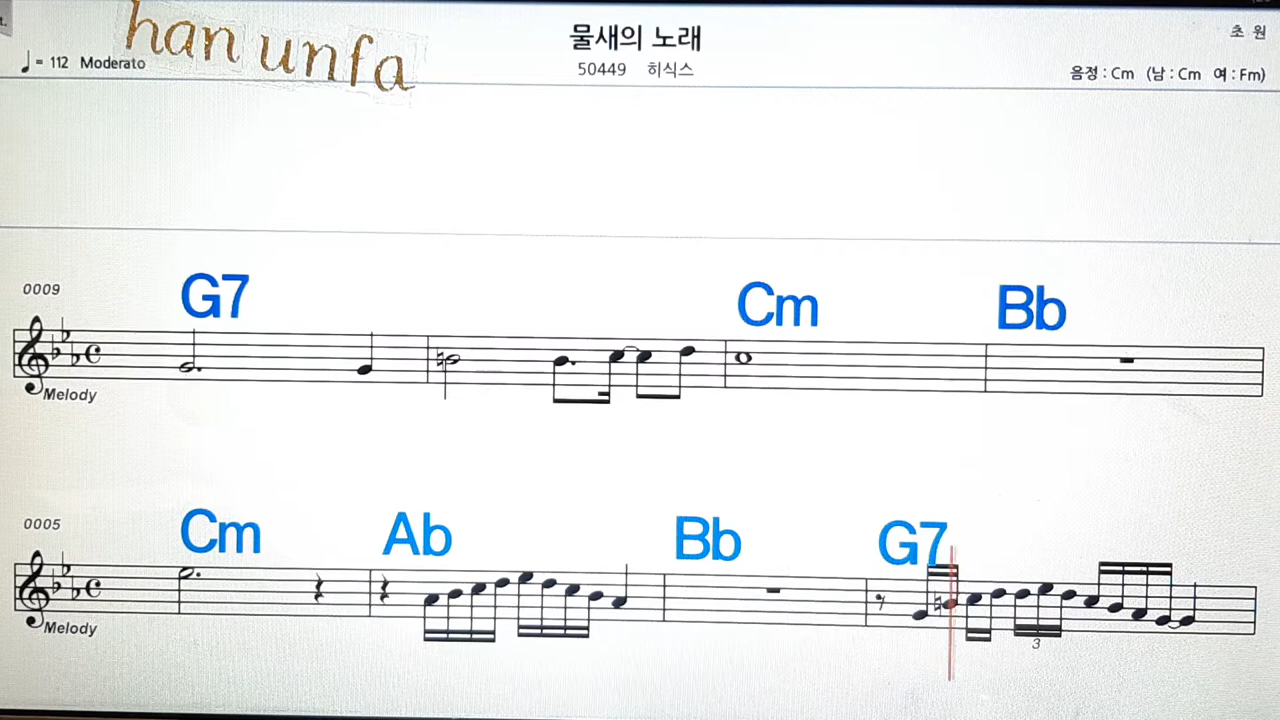 han unfa
♩ = 112 Moderato
물새의 노래
50449 히식스
초 원
음정 : Cm (남 : Cm 여 : Fm)
0009
G7 Cm Bb
Melody
0005
Cm Ab Bb G7
Melody
3